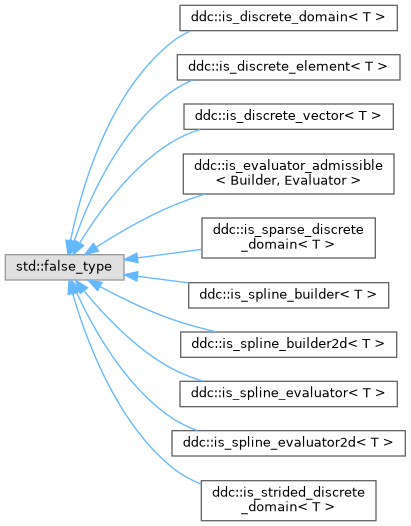 ddc::is_discrete_domain< T >
ddc::is_discrete_element< T >
ddc::is_discrete_vector< T >
ddc::is_evaluator_admissible
< Builder, Evaluator >
ddc::is_sparse_discrete
_domain< T >
std::false_type
ddc::is_spline_builder< T >
ddc::is_spline_builder2d< T >
ddc::is_spline_evaluator< T >
ddc::is_spline_evaluator2d< T >
ddc::is_strided_discrete
_domain< T >